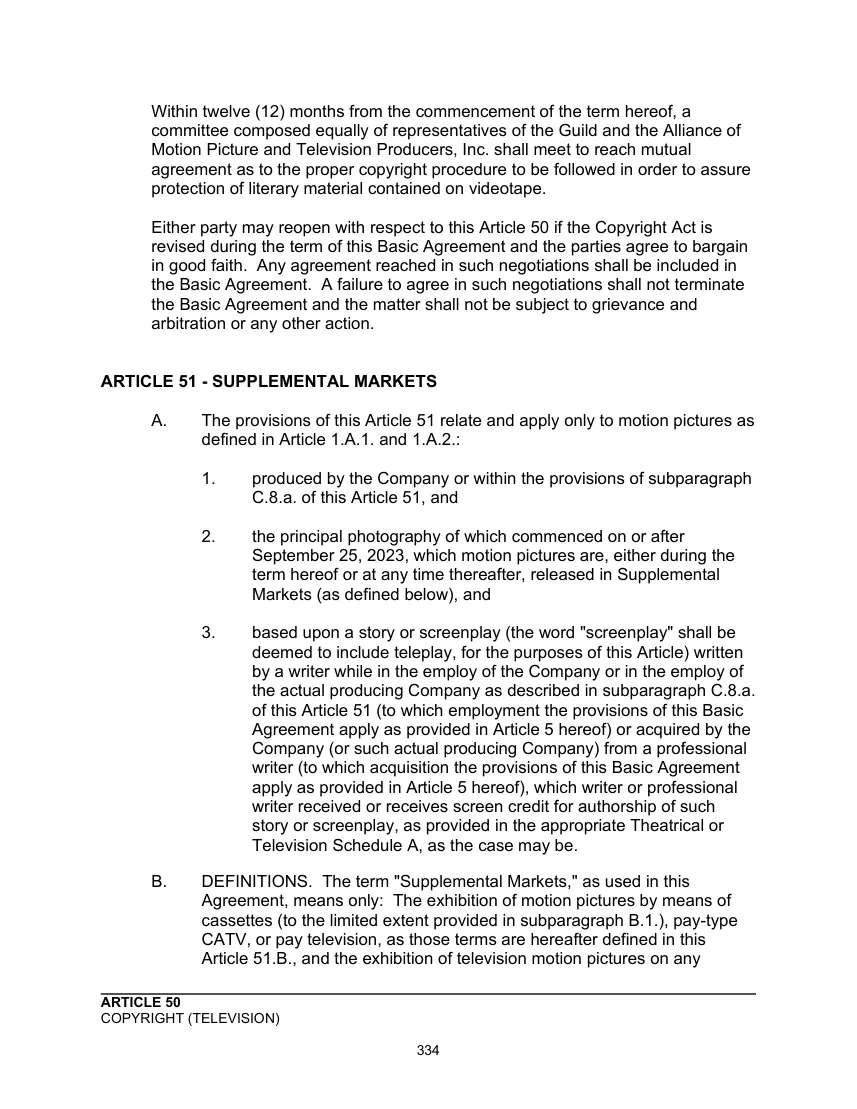 Within twelve (12) months from the commencement of the term hereof, a
committee composed equally of representatives of the Guild and the Alliance of
Motion Picture and Television Producers, Inc. shall meet to reach mutual
agreement as to the proper copyright procedure to be followed in order to assure
protection of literary material contained on videotape.
Either party may reopen with respect to this Article 50 if the Copyright Act is
revised during the term of this Basic Agreement and the parties agree to bargain
in good faith.  Any agreement reached in such negotiations shall be included in
the Basic Agreement.  A failure to agree in such negotiations shall not terminate
the Basic Agreement and the matter shall not be subject to grievance and
arbitration or any other action.
ARTICLE 51 - SUPPLEMENTAL MARKETS
A. The provisions of this Article 51 relate and apply only to motion pictures as
defined in Article 1.A.1. and 1.A.2.:
1. produced by the Company or within the provisions of subparagraph
C.8.a. of this Article 51, and
2. the principal photography of which commenced on or after
September 25, 2023, which motion pictures are, either during the
term hereof or at any time thereafter, released in Supplemental
Markets (as defined below), and
3. based upon a story or screenplay (the word "screenplay" shall be
deemed to include teleplay, for the purposes of this Article) written
by a writer while in the employ of the Company or in the employ of
the actual producing Company as described in subparagraph C.8.a.
of this Article 51 (to which employment the provisions of this Basic
Agreement apply as provided in Article 5 hereof) or acquired by the
Company (or such actual producing Company) from a professional
writer (to which acquisition the provisions of this Basic Agreement
apply as provided in Article 5 hereof), which writer or professional
writer received or receives screen credit for authorship of such
story or screenplay, as provided in the appropriate Theatrical or
Television Schedule A, as the case may be.
B. DEFINITIONS.  The term "Supplemental Markets," as used in this
Agreement, means only:  The exhibition of motion pictures by means of
cassettes (to the limited extent provided in subparagraph B.1.), pay-type
CATV, or pay television, as those terms are hereafter defined in this
Article 51.B., and the exhibition of television motion pictures on any
ARTICLE 50
COPYRIGHT (TELEVISION)
334